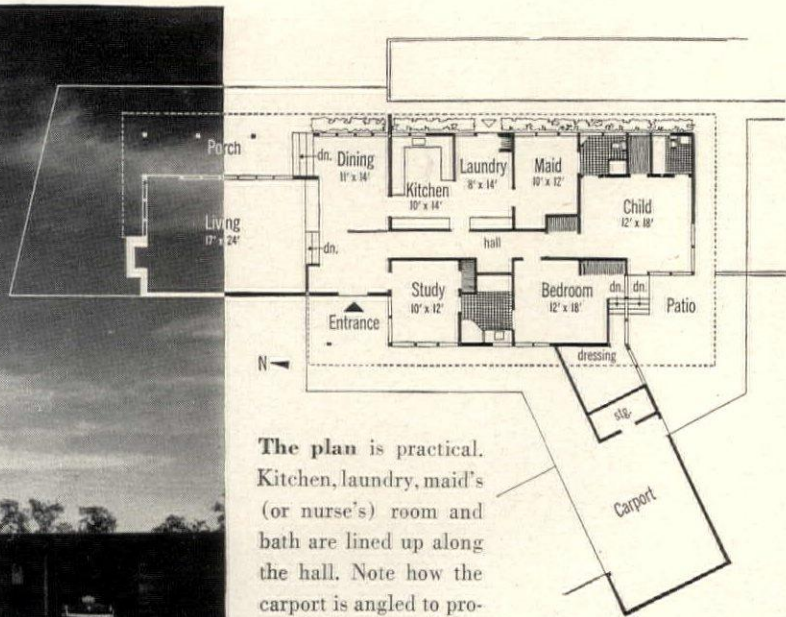 Porch
dn.
Dining
11' x 14'
Kitchen
10' x 14'
Laundry
8' x 14'
Maid
10' x 12'
Child
12' x 18'
Living
17' x 24'
dn.
hall
Study
10' x 12'
Bedroom
12' x 18'
dn. dn.
Patio
Entrance
N
dressing
stg.
Carport
The plan is practical.
Kitchen, laundry, maid's
(or nurse's) room and
bath are lined up along
the hall. Note how the
carport is angled to pro-